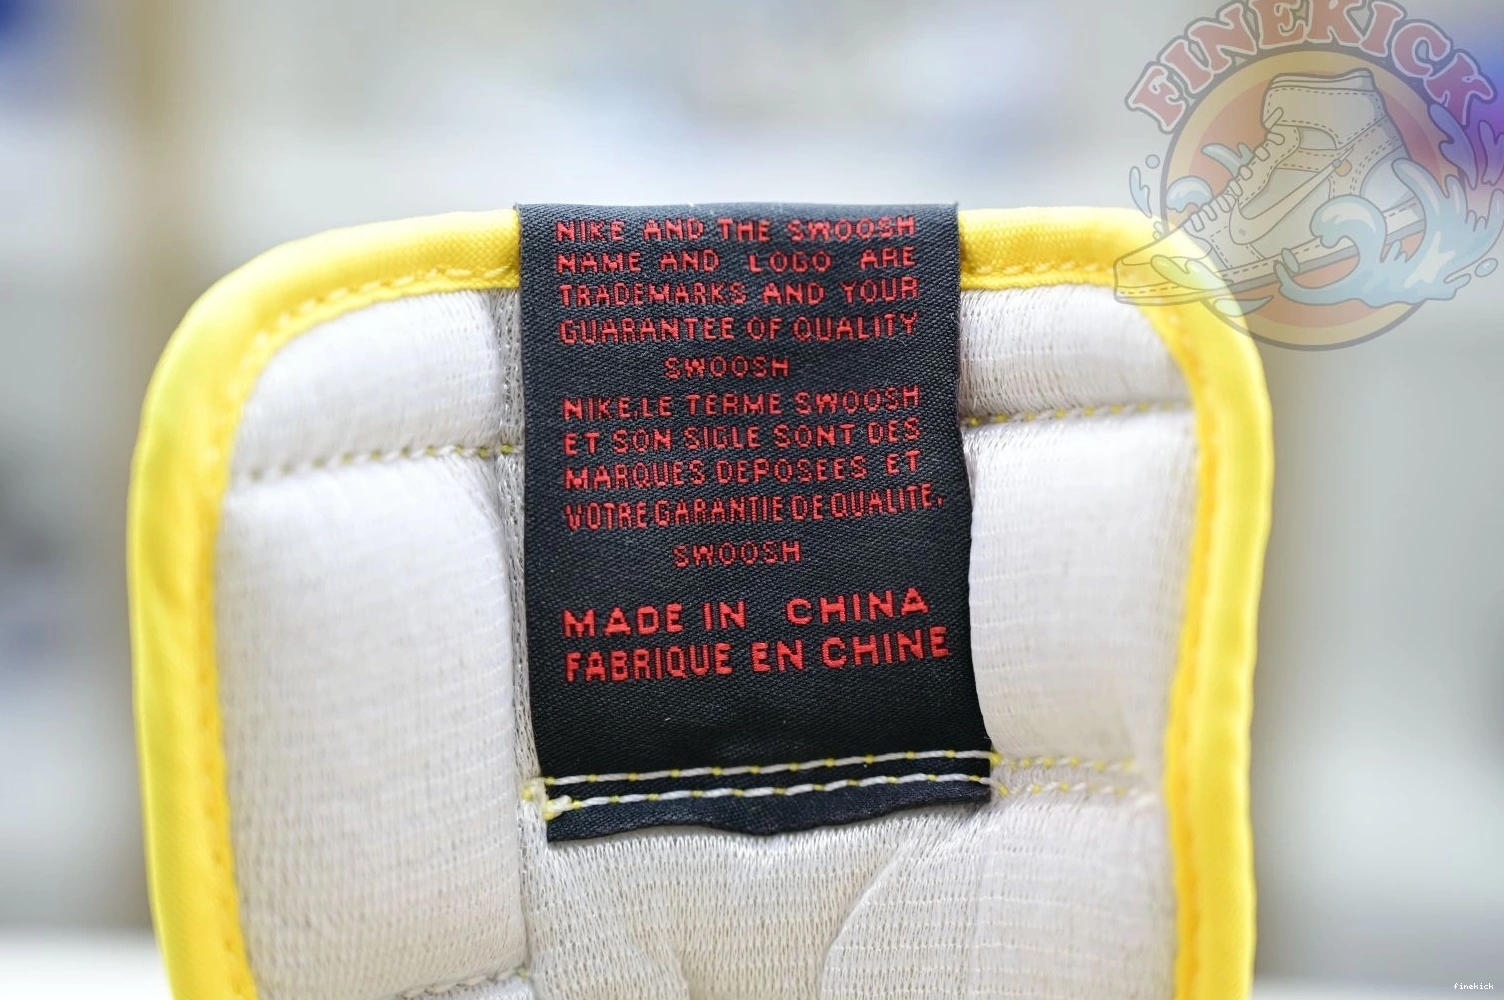 FINEKICK
NIKE AND THE SWOOSH
NAME AND LOGO ARE
TRADEMARKS AND YOUR
GUARANTEE OF QUALITY
SWOOSH
NIKE,LE TERME SWOOSH
ET SON SIGLE SONT DES
MARQUES DEPOSEES ET
VOTRE GARANTIE DE QUALITE.
SWOOSH
MADE IN CHINA
FABRIQUE EN CHINE
finekick